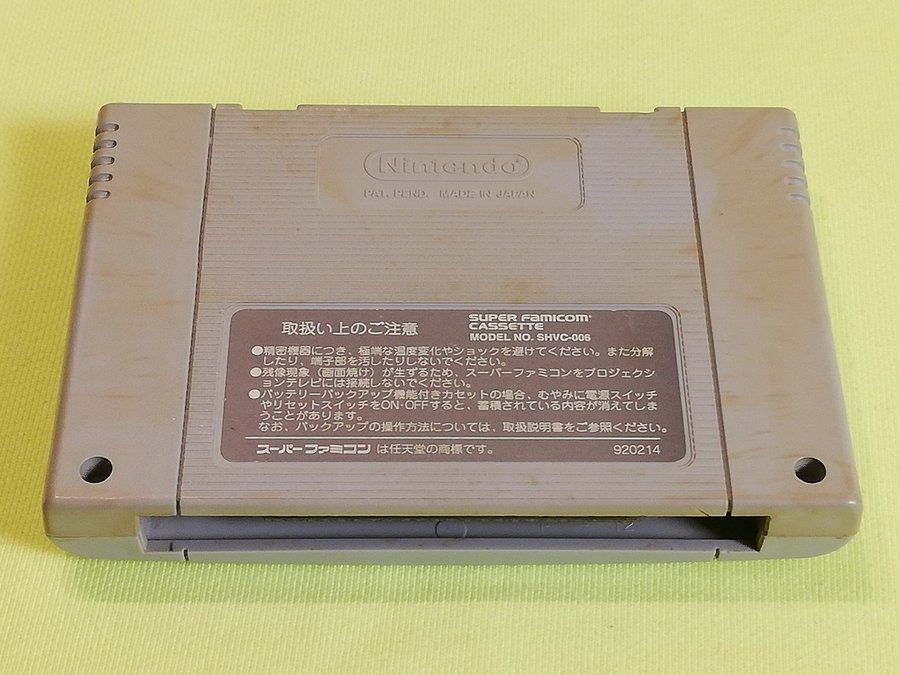 Nintendo®
PAT. PEND. MADE IN JAPAN
取扱い上のご注意
SUPER FAMICOM®
CASSETTE
MODEL NO. SHVC-006
●精密機器につき、極端な温度変化やショックを避けてください。また分解
したり、端子部を汚したりしないでください。
●残像現象（画面焼け）が生ずるため、スーパーファミコンをプロジェクシ
ョンテレビには接続しないでください。
●バッテリーバックアップ機能付きカセットの場合、むやみに電源スイッチ
やリセットスイッチをON・OFFすると、蓄積されている内容が消えてしま
うことがあります。
なお、バックアップの操作方法については、取扱説明書をご参照ください。
スーパーファミコン は任天堂の商標です。 920214